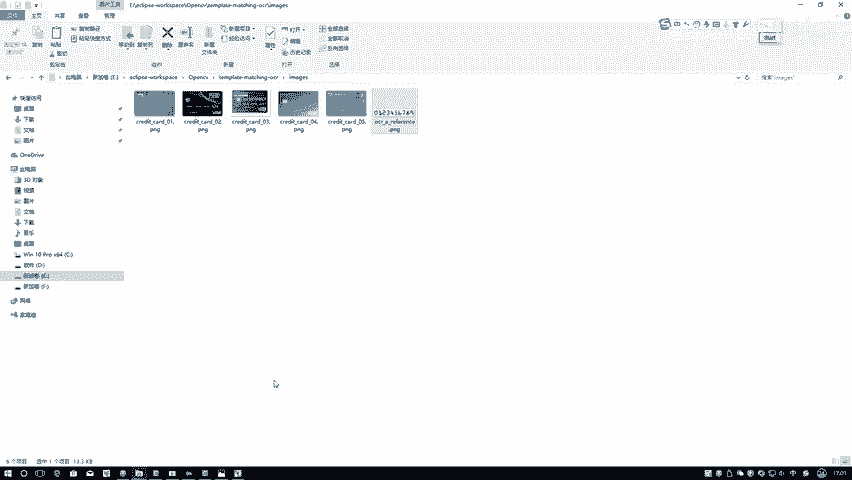 图片工具 E:\eclipse-workspace\Opencv\template-matching-ocr\images
文件 主页 共享 查看 管理
复制 粘贴 复制路径 粘贴快捷方式 剪切 移动到 复制到 删除 重命名 新建文件夹 新建项目 轻松访问 属性 打开 编辑 历史记录 全部选择 全部取消 反向选择
剪贴板 组织 新建 打开 选择
start
此电脑 新加卷 (E:) eclipse-workspace Opencv template-matching-ocr images 搜索"images"
快速访问
桌面
下载
文档
图片
OneDrive
此电脑
3D 对象
视频
图片
文档
下载
音乐
桌面
Win 10 Pro x64 (C:)
软件 (D:)
新加卷 (E:)
新加卷 (F:)
网络
家庭组
0123456789
credit_card_01.png
credit_card_02.png
credit_card_03.png
credit_card_04.png
credit_card_05.png
ocr_a_reference.png
6 个项目 选中 1 个项目 13.3 KB
中
17:01